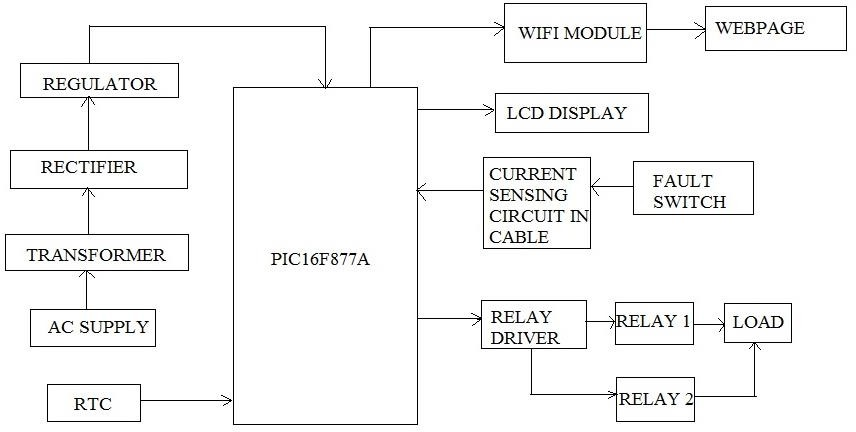 WIFI MODULE
WEBPAGE
REGULATOR
LCD DISPLAY
RECTIFIER
CURRENT
SENSING
CIRCUIT IN
CABLE
FAULT
SWITCH
TRANSFORMER
PIC16F877A
AC SUPPLY
RELAY
DRIVER
RELAY 1
LOAD
RTC
RELAY 2